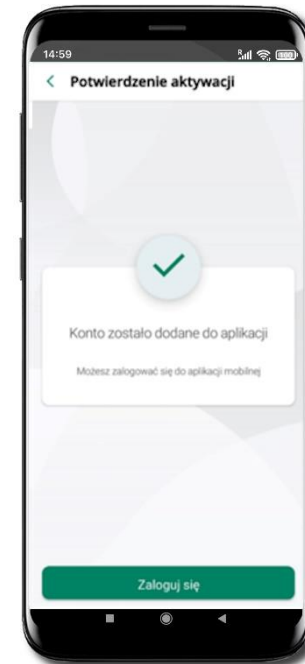 14:59
Potwierdzenie aktywacji
Konto zostało dodane do aplikacji
Możesz zalogować się do aplikacji mobilnej
Zaloguj się